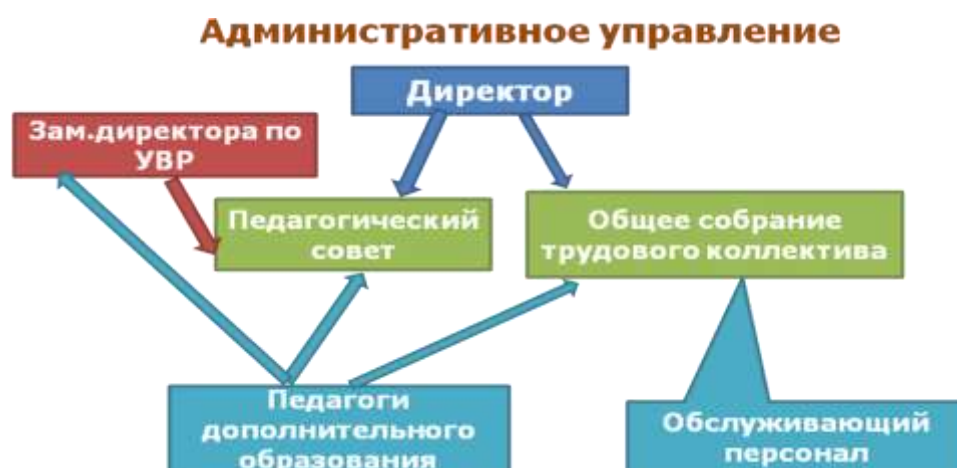 Административное управление
Директор
Зам.директора по
УВР
Педагогический
совет
Общее собрание
трудового коллектива
Педагоги
дополнительного
образования
Обслуживающий
персонал